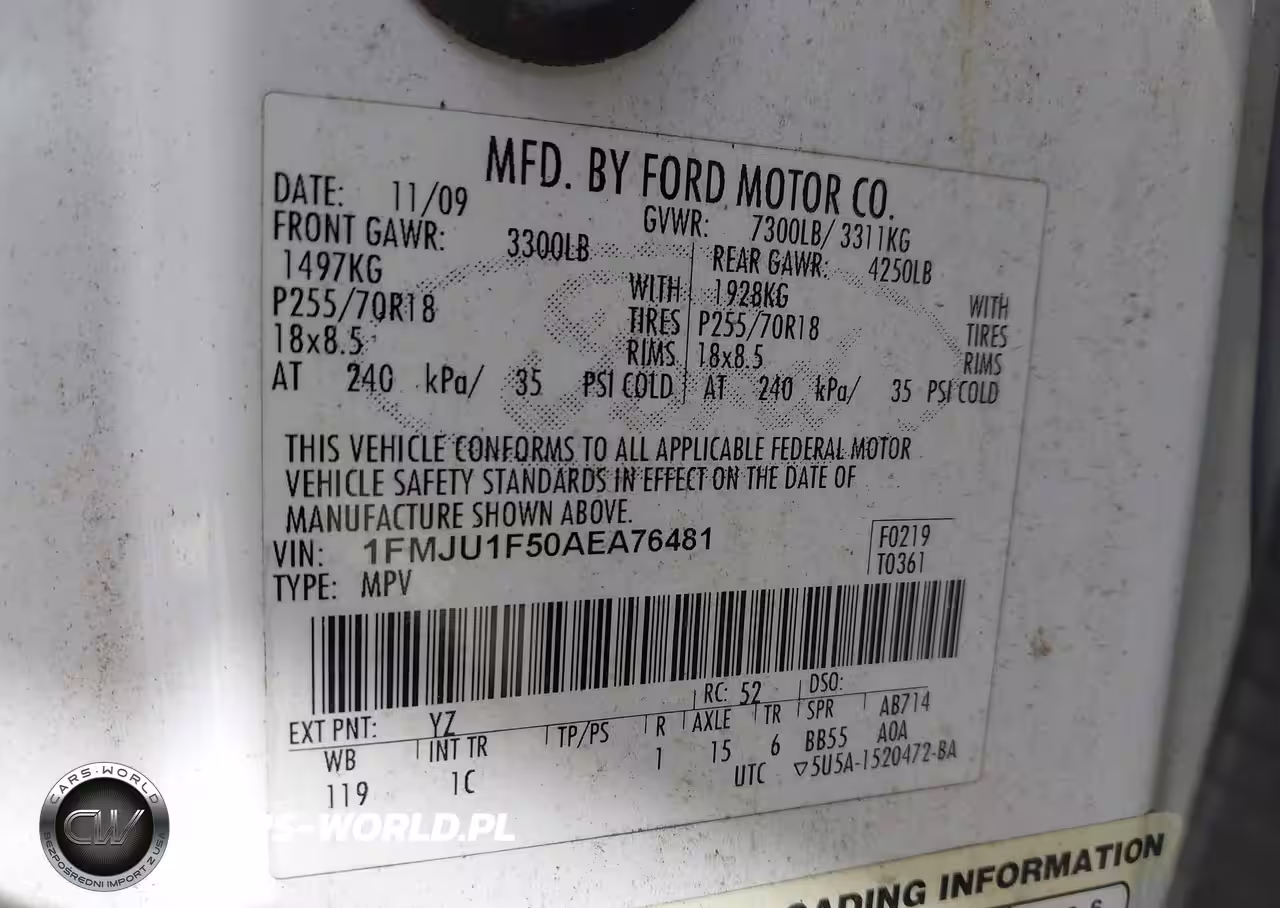 MFD. BY FORD MOTOR CO.
DATE: 11/09 GVWR: 7300LB/ 3311KG
FRONT GAWR: 3300LB REAR GAWR: 4250LB
1497KG WITH 1928KG WITH
P255/70R18 TIRES P255/70R18 TIRES
18x8.5 RIMS 18x8.5 RIMS
AT 240 kPa/ 35 PSI COLD AT 240 kPa/ 35 PSI COLD
THIS VEHICLE CONFORMS TO ALL APPLICABLE FEDERAL MOTOR
VEHICLE SAFETY STANDARDS IN EFFECT ON THE DATE OF
MANUFACTURE SHOWN ABOVE.
VIN: 1FMJU1F50AEA76481 F0219
TYPE: MPV T0361
EXT PNT: YZ RC: 52 DSO:
WB INT TR TP/PS R AXLE TR SPR AB714
119 1C 1 15 6 BB55 A0A
UTC ▽5U5A-1520472-BA
CARS-WORLD
CW
BEZPOŚREDNI IMPORT Z USA
RS-WORLD.PL
ADING INFORMATION